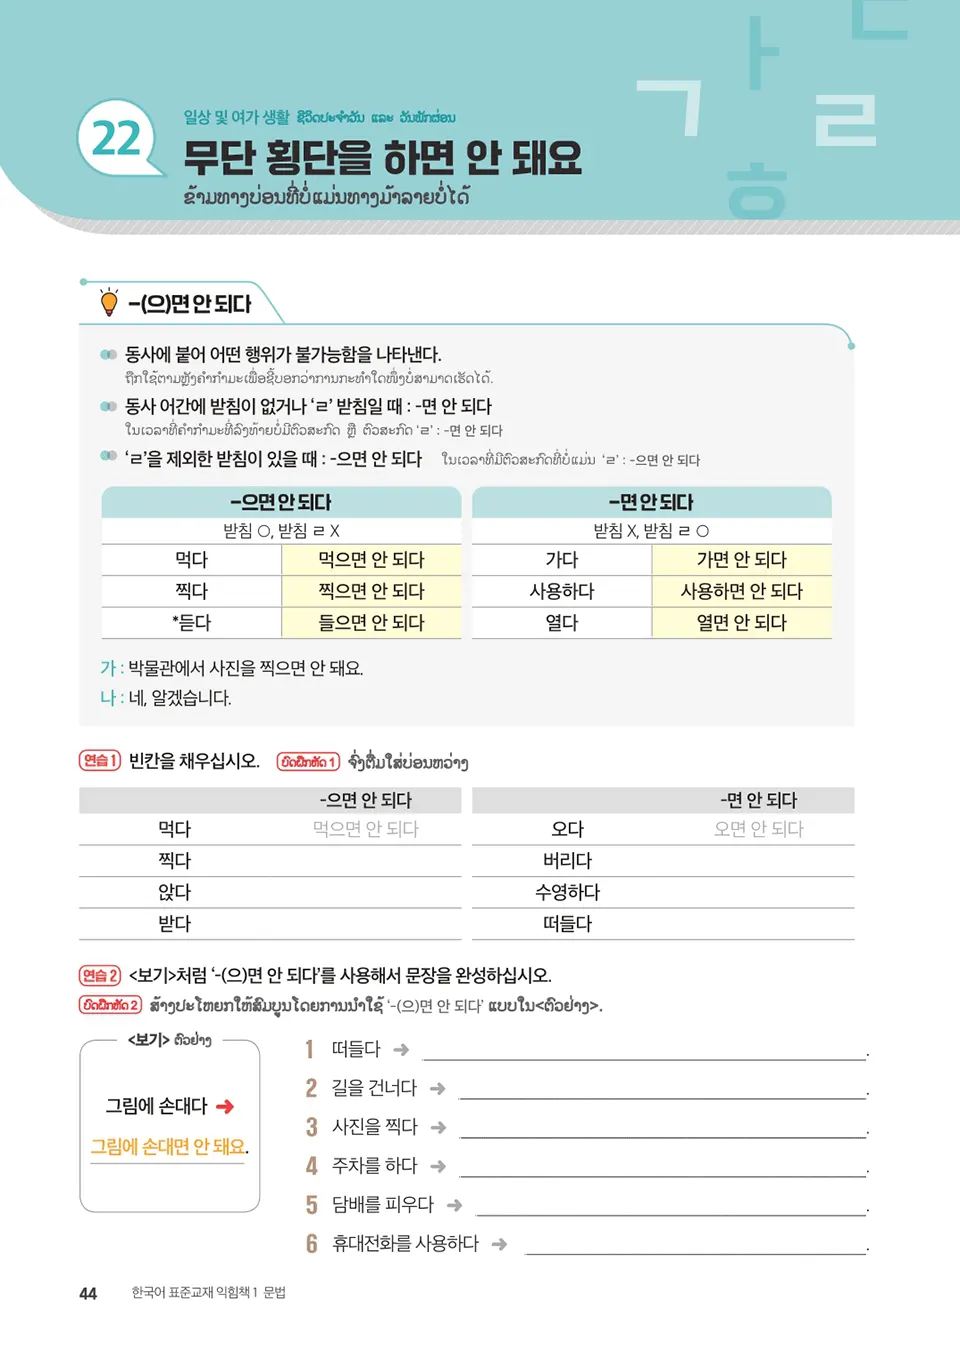 22
일상 및 여가 생활 ຊີວິດປະຈຳວັນ ແລະ ວັນພັກຜ່ອນ
무단 횡단을 하면 안 돼요
ຂ້າມທາງບ່ອນທີ່ບໍ່ແມ່ນທາງມ້າລາຍບໍ່ໄດ້
ㄱ ㅏ ㄷ ㄹ ㅎ
-(으)면 안 되다
동사에 붙어 어떤 행위가 불가능함을 나타낸다.
ຖືກໃຊ້ຕາມຫຼັງຄຳກຳມະເພື່ອຊີ້ບອກວ່າການກະທຳໃດໜຶ່ງບໍ່ສາມາດເຮັດໄດ້.
동사 어간에 받침이 없거나 ‘ㄹ’ 받침일 때 : -면 안 되다
ໃນເວລາທີ່ຄຳກຳມະທີ່ລົງທ້າຍບໍ່ມີຕົວສະກົດ ຫຼື ຕົວສະກົດ ‘ㄹ’ : -면 안 되다
‘ㄹ’을 제외한 받침이 있을 때 : -으면 안 되다 ໃນເວລາທີ່ມີຕົວສະກົດທີ່ບໍ່ແມ່ນ ‘ㄹ’ : -으면 안 되다
-으면 안 되다 -면 안 되다
받침 ○, 받침 ㄹ X 받침 X, 받침 ㄹ ○
먹다 먹으면 안 되다 가다 가면 안 되다
찍다 찍으면 안 되다 사용하다 사용하면 안 되다
*듣다 들으면 안 되다 열다 열면 안 되다
가 : 박물관에서 사진을 찍으면 안 돼요.
나 : 네, 알겠습니다.
연습 1 빈칸을 채우십시오. ບົດຝຶກຫັດ 1 ຈົ່ງຕື່ມໃສ່ບ່ອນຫວ່າງ
-으면 안 되다 -면 안 되다
먹다 먹으면 안 되다 오다 오면 안 되다
찍다 버리다
앉다 수영하다
받다 떠들다
연습 2 <보기>처럼 ‘-(으)면 안 되다’를 사용해서 문장을 완성하십시오.
ບົດຝຶກຫັດ 2 ສ້າງປະໂຫຍກໃຫ້ສົມບູນໂດຍການນຳໃຊ້ ‘-(으)면 안 되다’ ແບບໃນ<ຕົວຢ່າງ>.
<보기> ຕົວຢ່າງ
그림에 손대다 ➔
그림에 손대면 안 돼요.
1 떠들다 ➔ .
2 길을 건너다 ➔ .
3 사진을 찍다 ➔ .
4 주차를 하다 ➔ .
5 담배를 피우다 ➔ .
6 휴대전화를 사용하다 ➔ .
44 한국어 표준교재 익힘책 1 문법